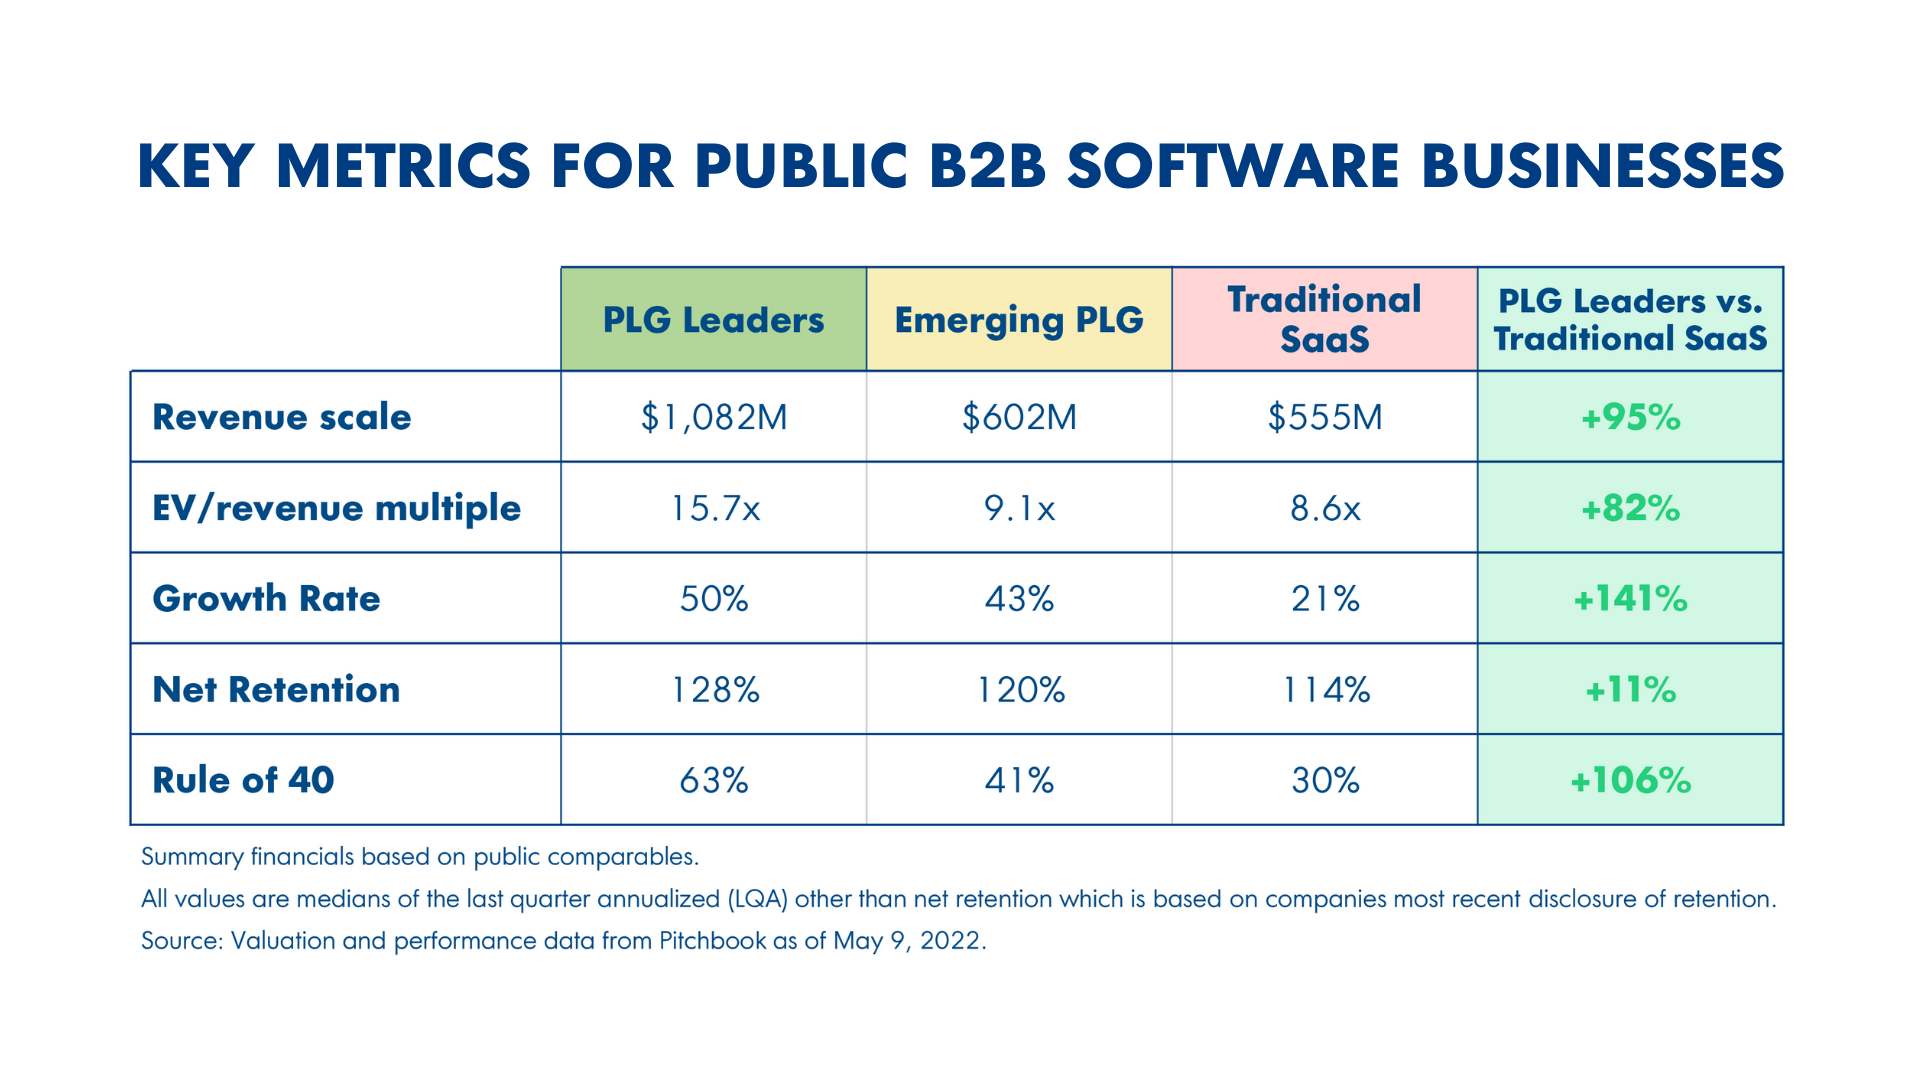 KEY METRICS FOR PUBLIC B2B SOFTWARE BUSINESSES
PLG Leaders
Emerging PLG
Traditional
SaaS
PLG Leaders vs.
Traditional SaaS
Revenue scale $1,082M $602M $555M +95%
EV/revenue multiple 15.7x 9.1x 8.6x +82%
Growth Rate 50% 43% 21% +141%
Net Retention 128% 120% 114% +11%
Rule of 40 63% 41% 30% +106%
Summary financials based on public comparables.
All values are medians of the last quarter annualized (LQA) other than net retention which is based on companies most recent disclosure of retention.
Source: Valuation and performance data from Pitchbook as of May 9, 2022.